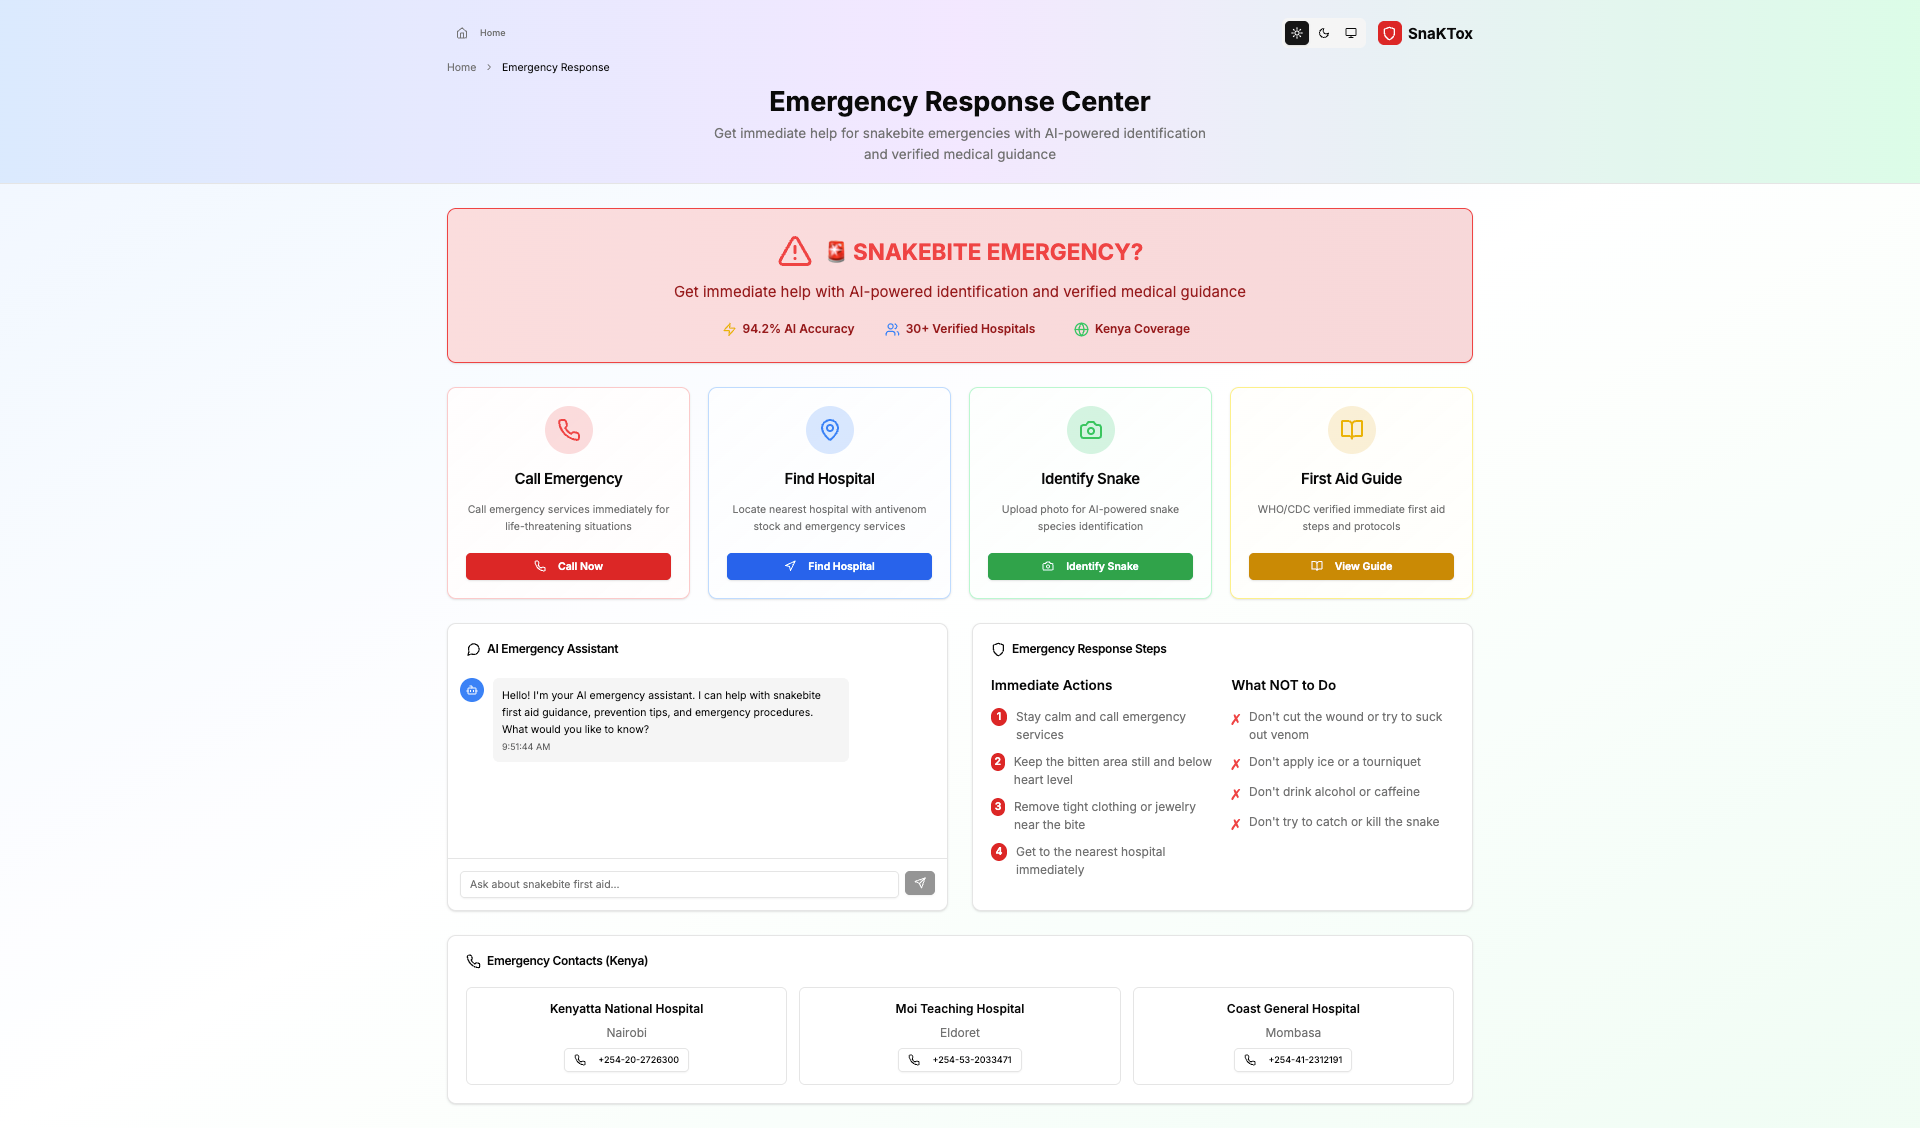 Home
SnaKTox
Home > Emergency Response
Emergency Response Center
Get immediate help for snakebite emergencies with AI-powered identification
and verified medical guidance
🚨 SNAKEBITE EMERGENCY?
Get immediate help with AI-powered identification and verified medical guidance
94.2% AI Accuracy
30+ Verified Hospitals
Kenya Coverage
Call Emergency
Call emergency services immediately for
life-threatening situations
Call Now
Find Hospital
Locate nearest hospital with antivenom
stock and emergency services
Find Hospital
Identify Snake
Upload photo for AI-powered snake
species identification
Identify Snake
First Aid Guide
WHO/CDC verified immediate first aid
steps and protocols
View Guide
AI Emergency Assistant
Hello! I'm your AI emergency assistant. I can help with snakebite
first aid guidance, prevention tips, and emergency procedures.
What would you like to know?
9:51:44 AM
Ask about snakebite first aid...
Emergency Response Steps
Immediate Actions
1 Stay calm and call emergency
services
2 Keep the bitten area still and below
heart level
3 Remove tight clothing or jewelry
near the bite
4 Get to the nearest hospital
immediately
What NOT to Do
✗ Don't cut the wound or try to suck
out venom
✗ Don't apply ice or a tourniquet
✗ Don't drink alcohol or caffeine
✗ Don't try to catch or kill the snake
Emergency Contacts (Kenya)
Kenyatta National Hospital
Nairobi
+254-20-2726300
Moi Teaching Hospital
Eldoret
+254-53-2033471
Coast General Hospital
Mombasa
+254-41-2312191